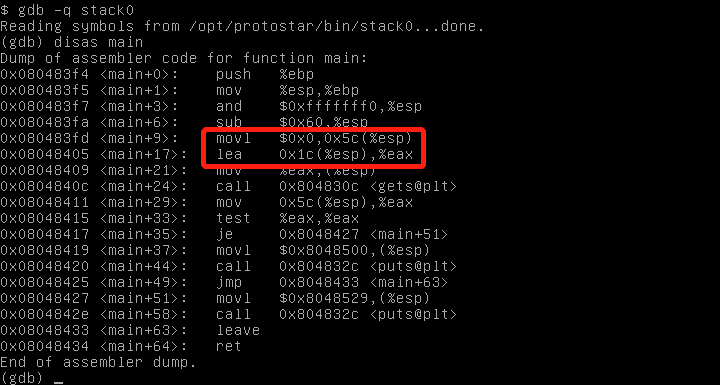 $ gdb -q stack0
Reading symbols from /opt/protostar/bin/stack0...done.
(gdb) disas main
Dump of assembler code for function main:
0x080483f4 <main+0>:    push   %ebp
0x080483f5 <main+1>:    mov    %esp,%ebp
0x080483f7 <main+3>:    and    $0xfffffff0,%esp
0x080483fa <main+6>:    sub    $0x60,%esp
0x080483fd <main+9>:    movl   $0x0,0x5c(%esp)
0x08048405 <main+17>:   lea    0x1c(%esp),%eax
0x08048409 <main+21>:   mov    %eax,(%esp)
0x0804840c <main+24>:   call   0x804830c <gets@plt>
0x08048411 <main+29>:   mov    0x5c(%esp),%eax
0x08048415 <main+33>:   test   %eax,%eax
0x08048417 <main+35>:   je     0x8048427 <main+51>
0x08048419 <main+37>:   movl   $0x8048500,(%esp)
0x08048420 <main+44>:   call   0x804832c <puts@plt>
0x08048425 <main+49>:   jmp    0x8048433 <main+63>
0x08048427 <main+51>:   movl   $0x8048529,(%esp)
0x0804842e <main+58>:   call   0x804832c <puts@plt>
0x08048433 <main+63>:   leave
0x08048434 <main+64>:   ret
End of assembler dump.
(gdb) _